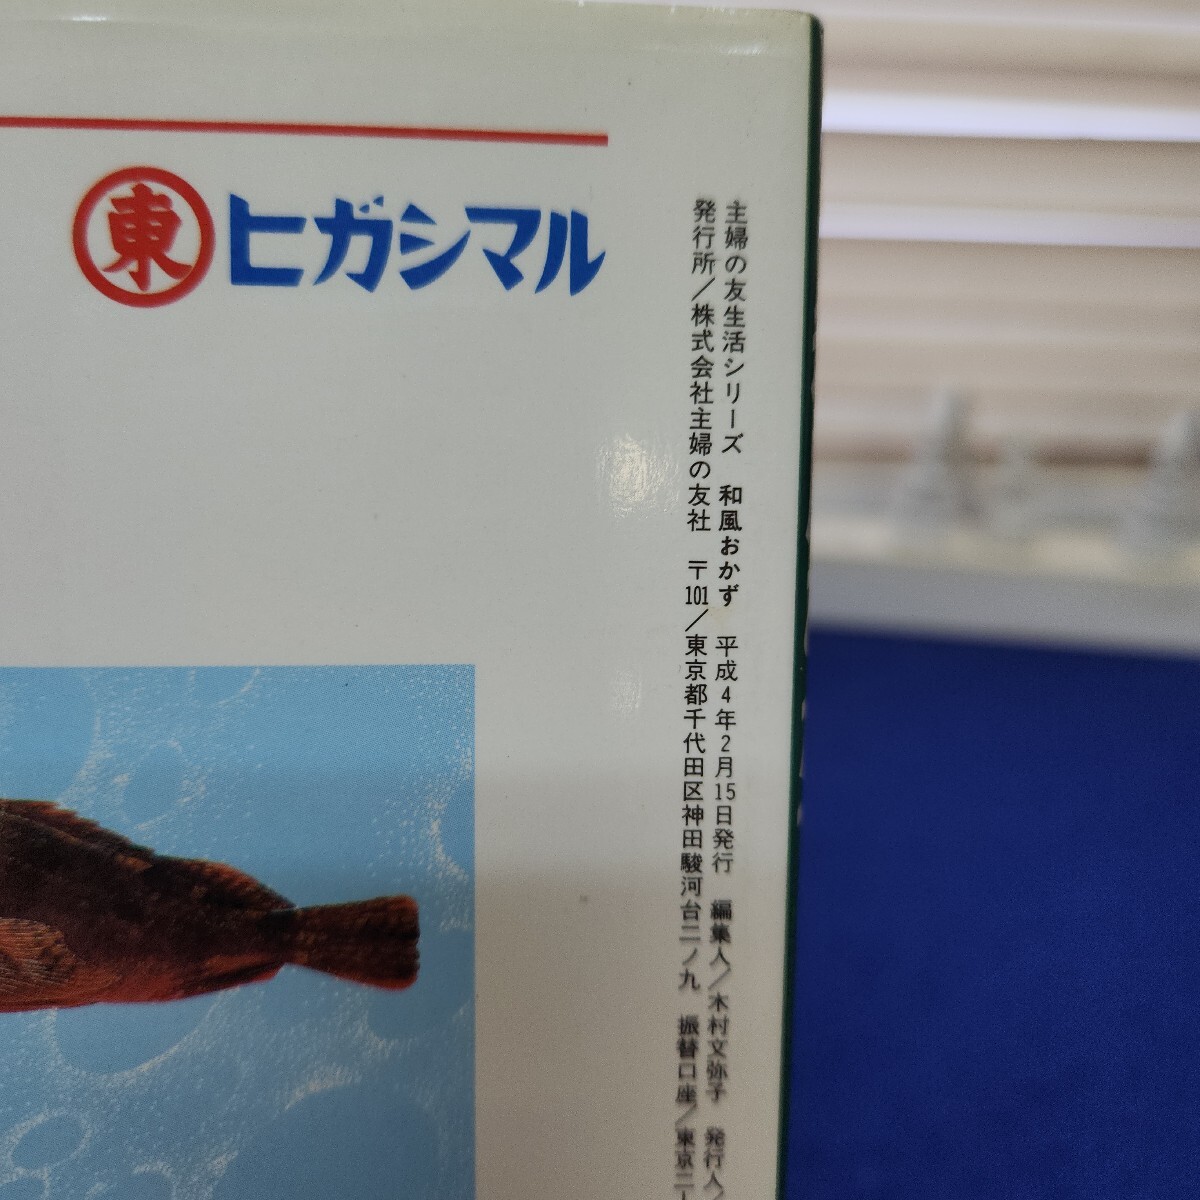 東 ヒガシマル
主婦の友生活シリーズ 和風おかず 平成4年2月15日発行 編集人/木村文弥子 発行人/
発行所/株式会社主婦の友社 〒101/東京都千代田区神田駿河台二ノ九 振替口座/東京二